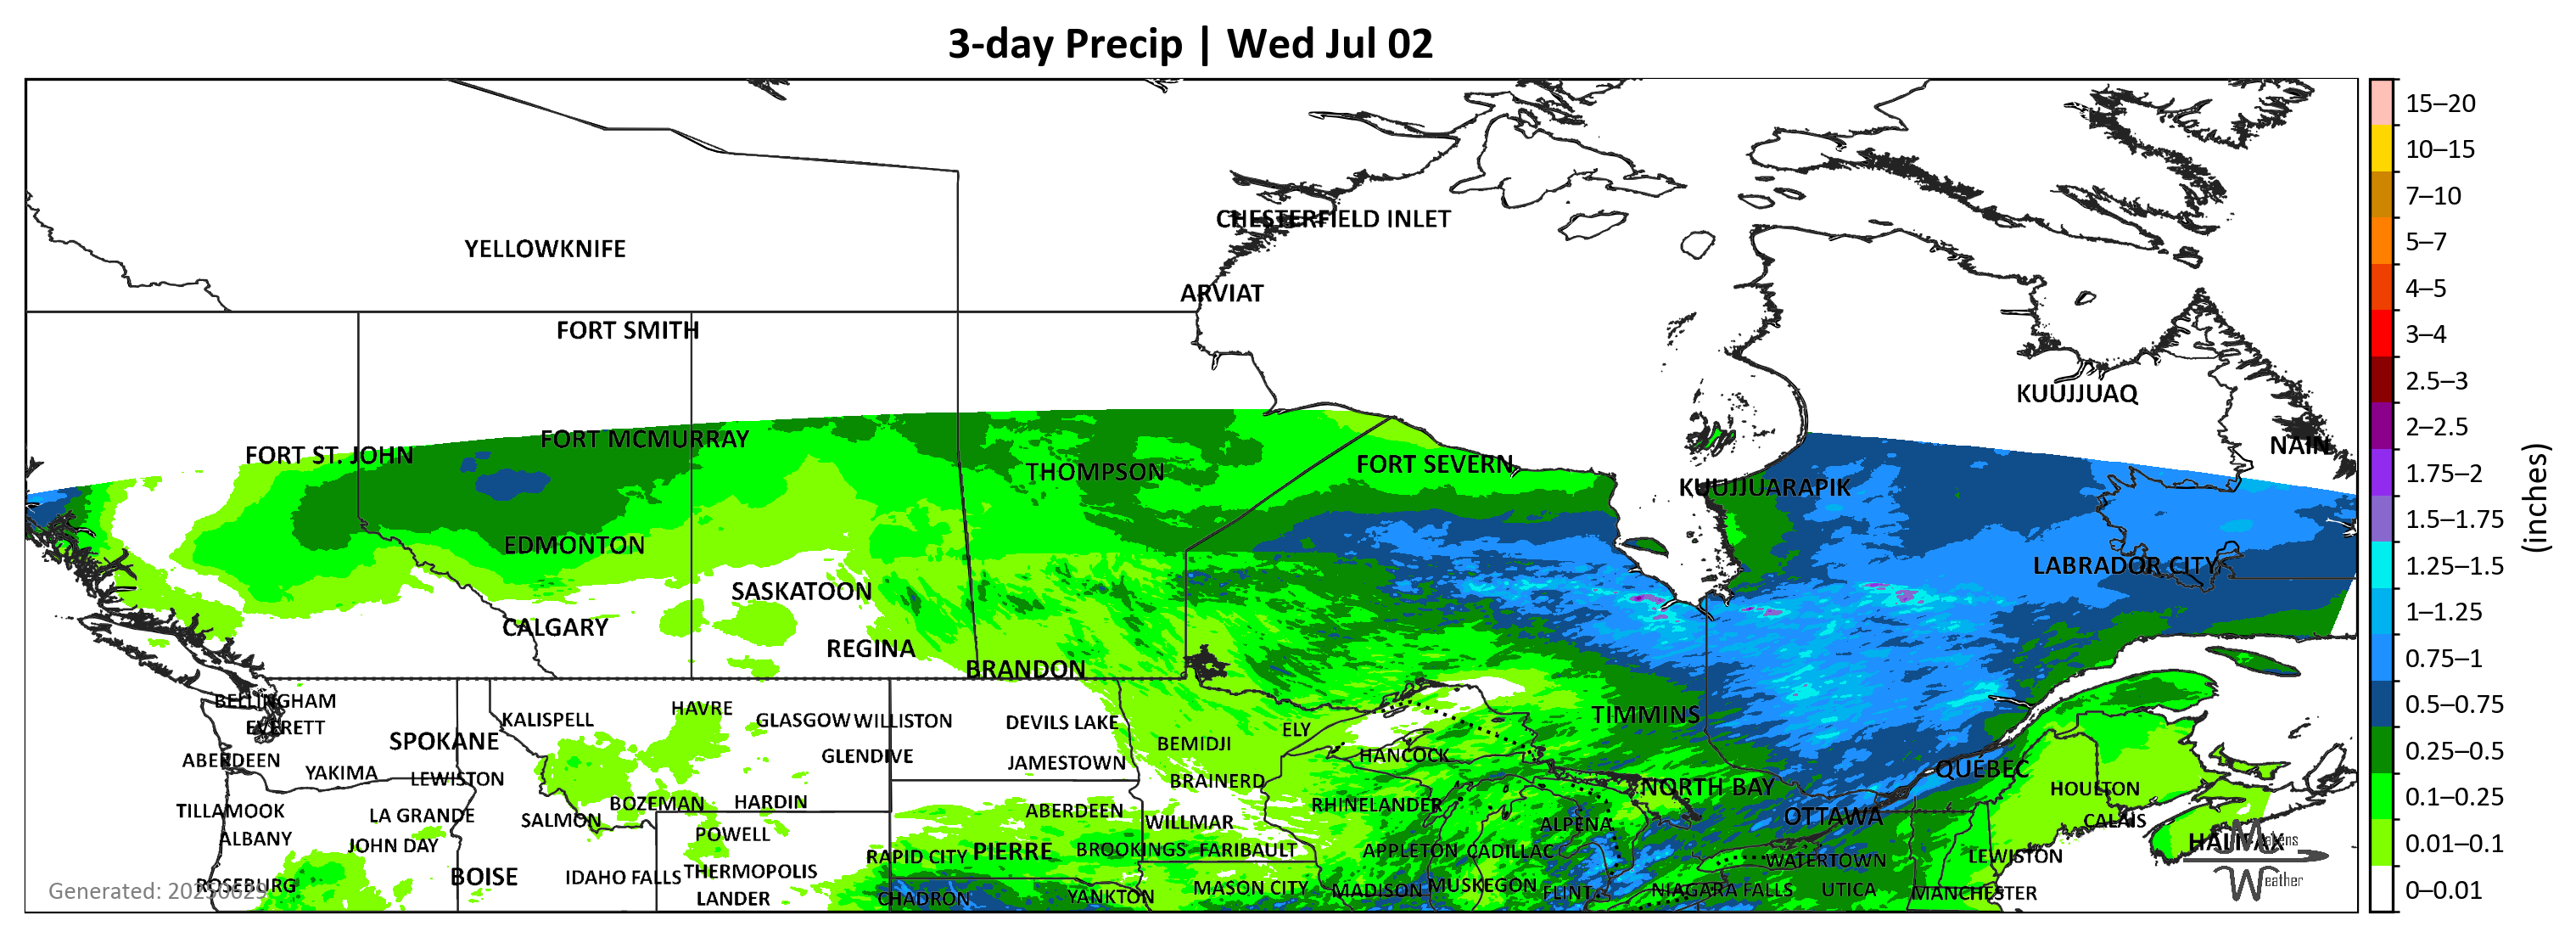 3-day Precip | Wed Jul 02
CHESTERFIELD INLET
YELLOWKNIFE
ARVIAT
FORT SMITH
KUUJJUAQ
FORT MCMURRAY
NAIN
FORT ST. JOHN
THOMPSON
FORT SEVERN
KUUJJUARAPIK
EDMONTON
LABRADOR CITY
SASKATOON
CALGARY
REGINA
BRANDON
BELLINGHAM
HAVRE
KALISPELL
GLASGOW WILLISTON
DEVILS LAKE
TIMMINS
EVERETT
ELY
SPOKANE
BEMIDJI
GLENDIVE
HANCOCK
ABERDEEN
JAMESTOWN
QUÉBEC
YAKIMA
LEWISTON
BRAINERD
NORTH BAY
HOULTON
BOZEMAN
HARDIN
RHINELANDER
TILLAMOOK
LA GRANDE
SALMON
ABERDEEN
WILLMAR
ALPENA
OTTAWA
CALAIS
ALBANY
JOHN DAY
POWELL
HALIFAX
RAPID CITY
PIERRE
BROOKINGS
FARIBAULT
APPLETON
CADILLAC
WATERTOWN
LEWISTON
BOISE
IDAHO FALLS
THERMOPOLIS
ROSEBURG
MASON CITY
MADISON
MUSKEGON
FLINT
NIAGARA FALLS
UTICA
MANCHESTER
LANDER
CHADRON
YANKTON
Generated: 20250629
Weather
15–20
10–15
7–10
5–7
4–5
3–4
2.5–3
2–2.5
1.75–2
1.5–1.75
1.25–1.5
1–1.25
0.75–1
0.5–0.75
0.25–0.5
0.1–0.25
0.01–0.1
0–0.01
(inches)